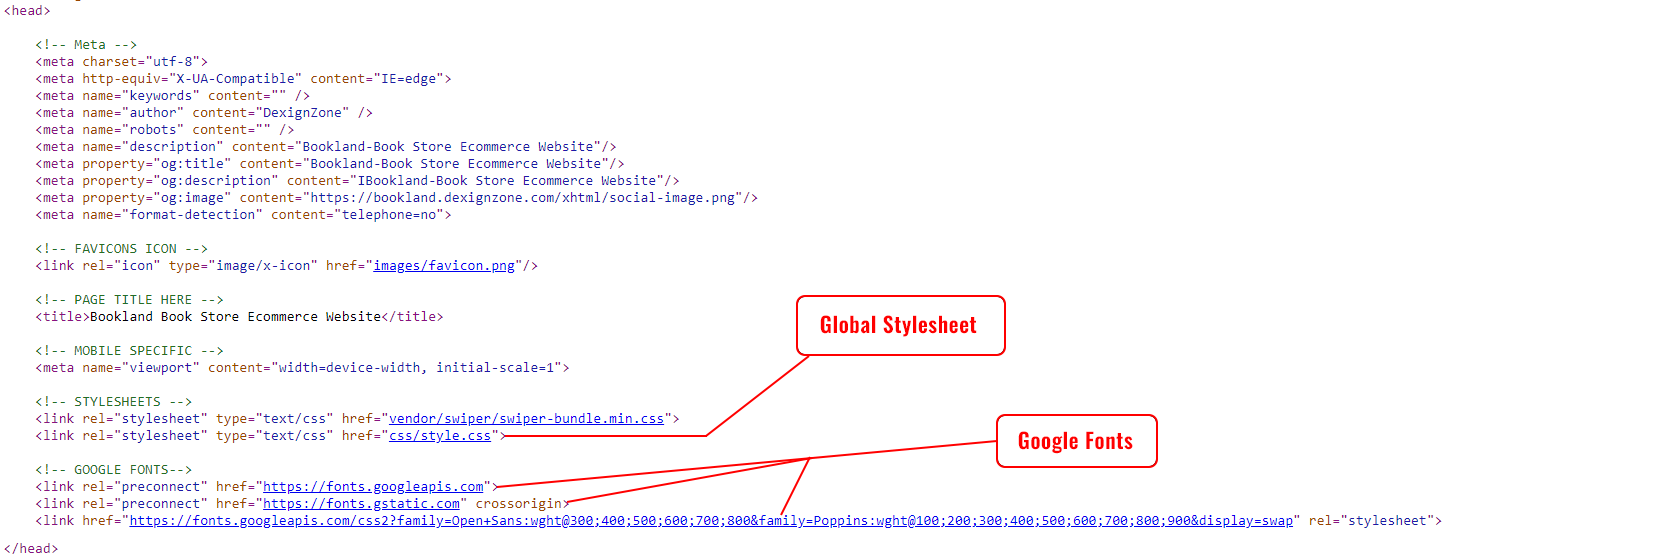 <head>
<!-- Meta -->
<meta charset="utf-8">
<meta http-equiv="X-UA-Compatible" content="IE=edge">
<meta name="keywords" content="" />
<meta name="author" content="DexignZone" />
<meta name="robots" content="" />
<meta name="description" content="Bookland-Book Store Ecommerce Website"/>
<meta property="og:title" content="Bookland-Book Store Ecommerce Website"/>
<meta property="og:description" content="IBookland-Book Store Ecommerce Website"/>
<meta property="og:image" content="https://bookland.dexignzone.com/xhtml/social-image.png"/>
<meta name="format-detection" content="telephone=no">
<!-- FAVICONS ICON -->
<link rel="icon" type="image/x-icon" href="images/favicon.png"/>
<!-- PAGE TITLE HERE -->
<title>Bookland Book Store Ecommerce Website</title>
Global Stylesheet
<!-- MOBILE SPECIFIC -->
<meta name="viewport" content="width=device-width, initial-scale=1">
<!-- STYLESHEETS -->
<link rel="stylesheet" type="text/css" href="vendor/swiper/swiper-bundle.min.css">
<link rel="stylesheet" type="text/css" href="css/style.css">
Google Fonts
<!-- GOOGLE FONTS-->
<link rel="preconnect" href="https://fonts.googleapis.com">
<link rel="preconnect" href="https://fonts.gstatic.com" crossorigin>
<link href="https://fonts.googleapis.com/css2?family=Open+Sans:wght@300;400;500;600;700;800&family=Poppins:wght@100;200;300;400;500;600;700;800;900&display=swap" rel="stylesheet">
</head>